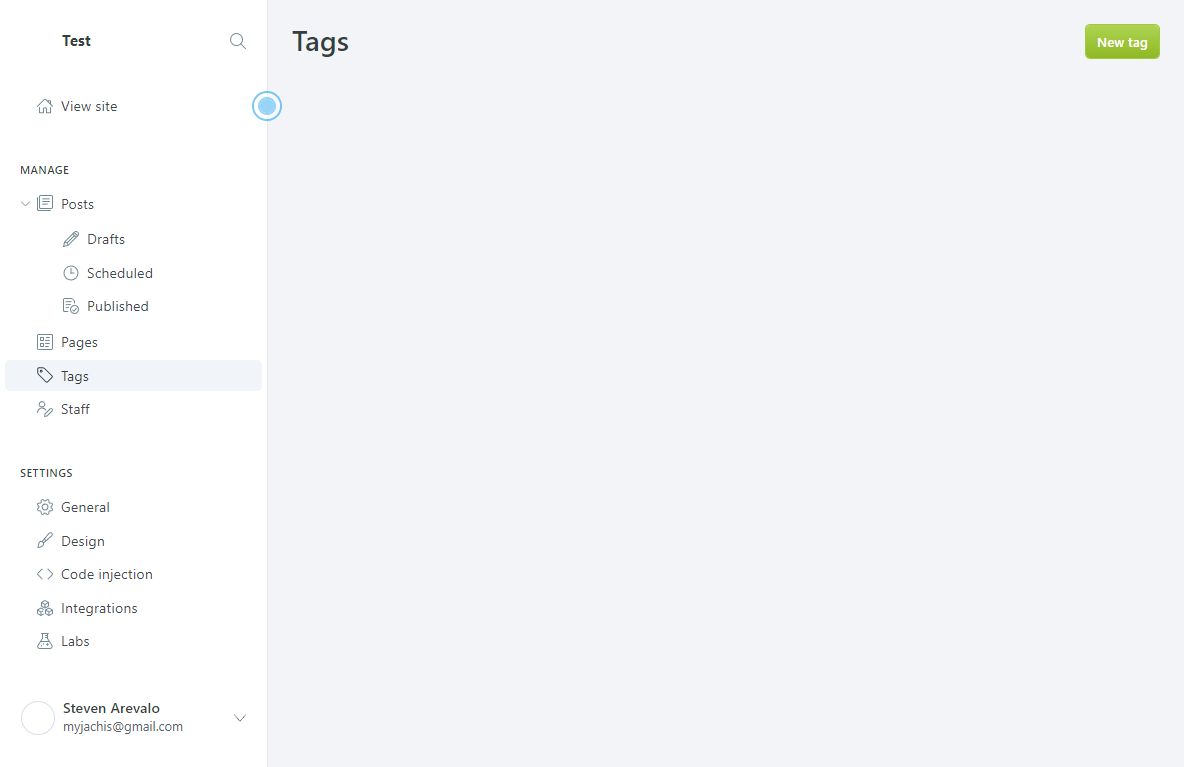 Test
View site
MANAGE
Posts
Drafts
Scheduled
Published
Pages
Tags
Staff
SETTINGS
General
Design
Code injection
Integrations
Labs
Steven Arevalo
myjachis@gmail.com
Tags
New tag